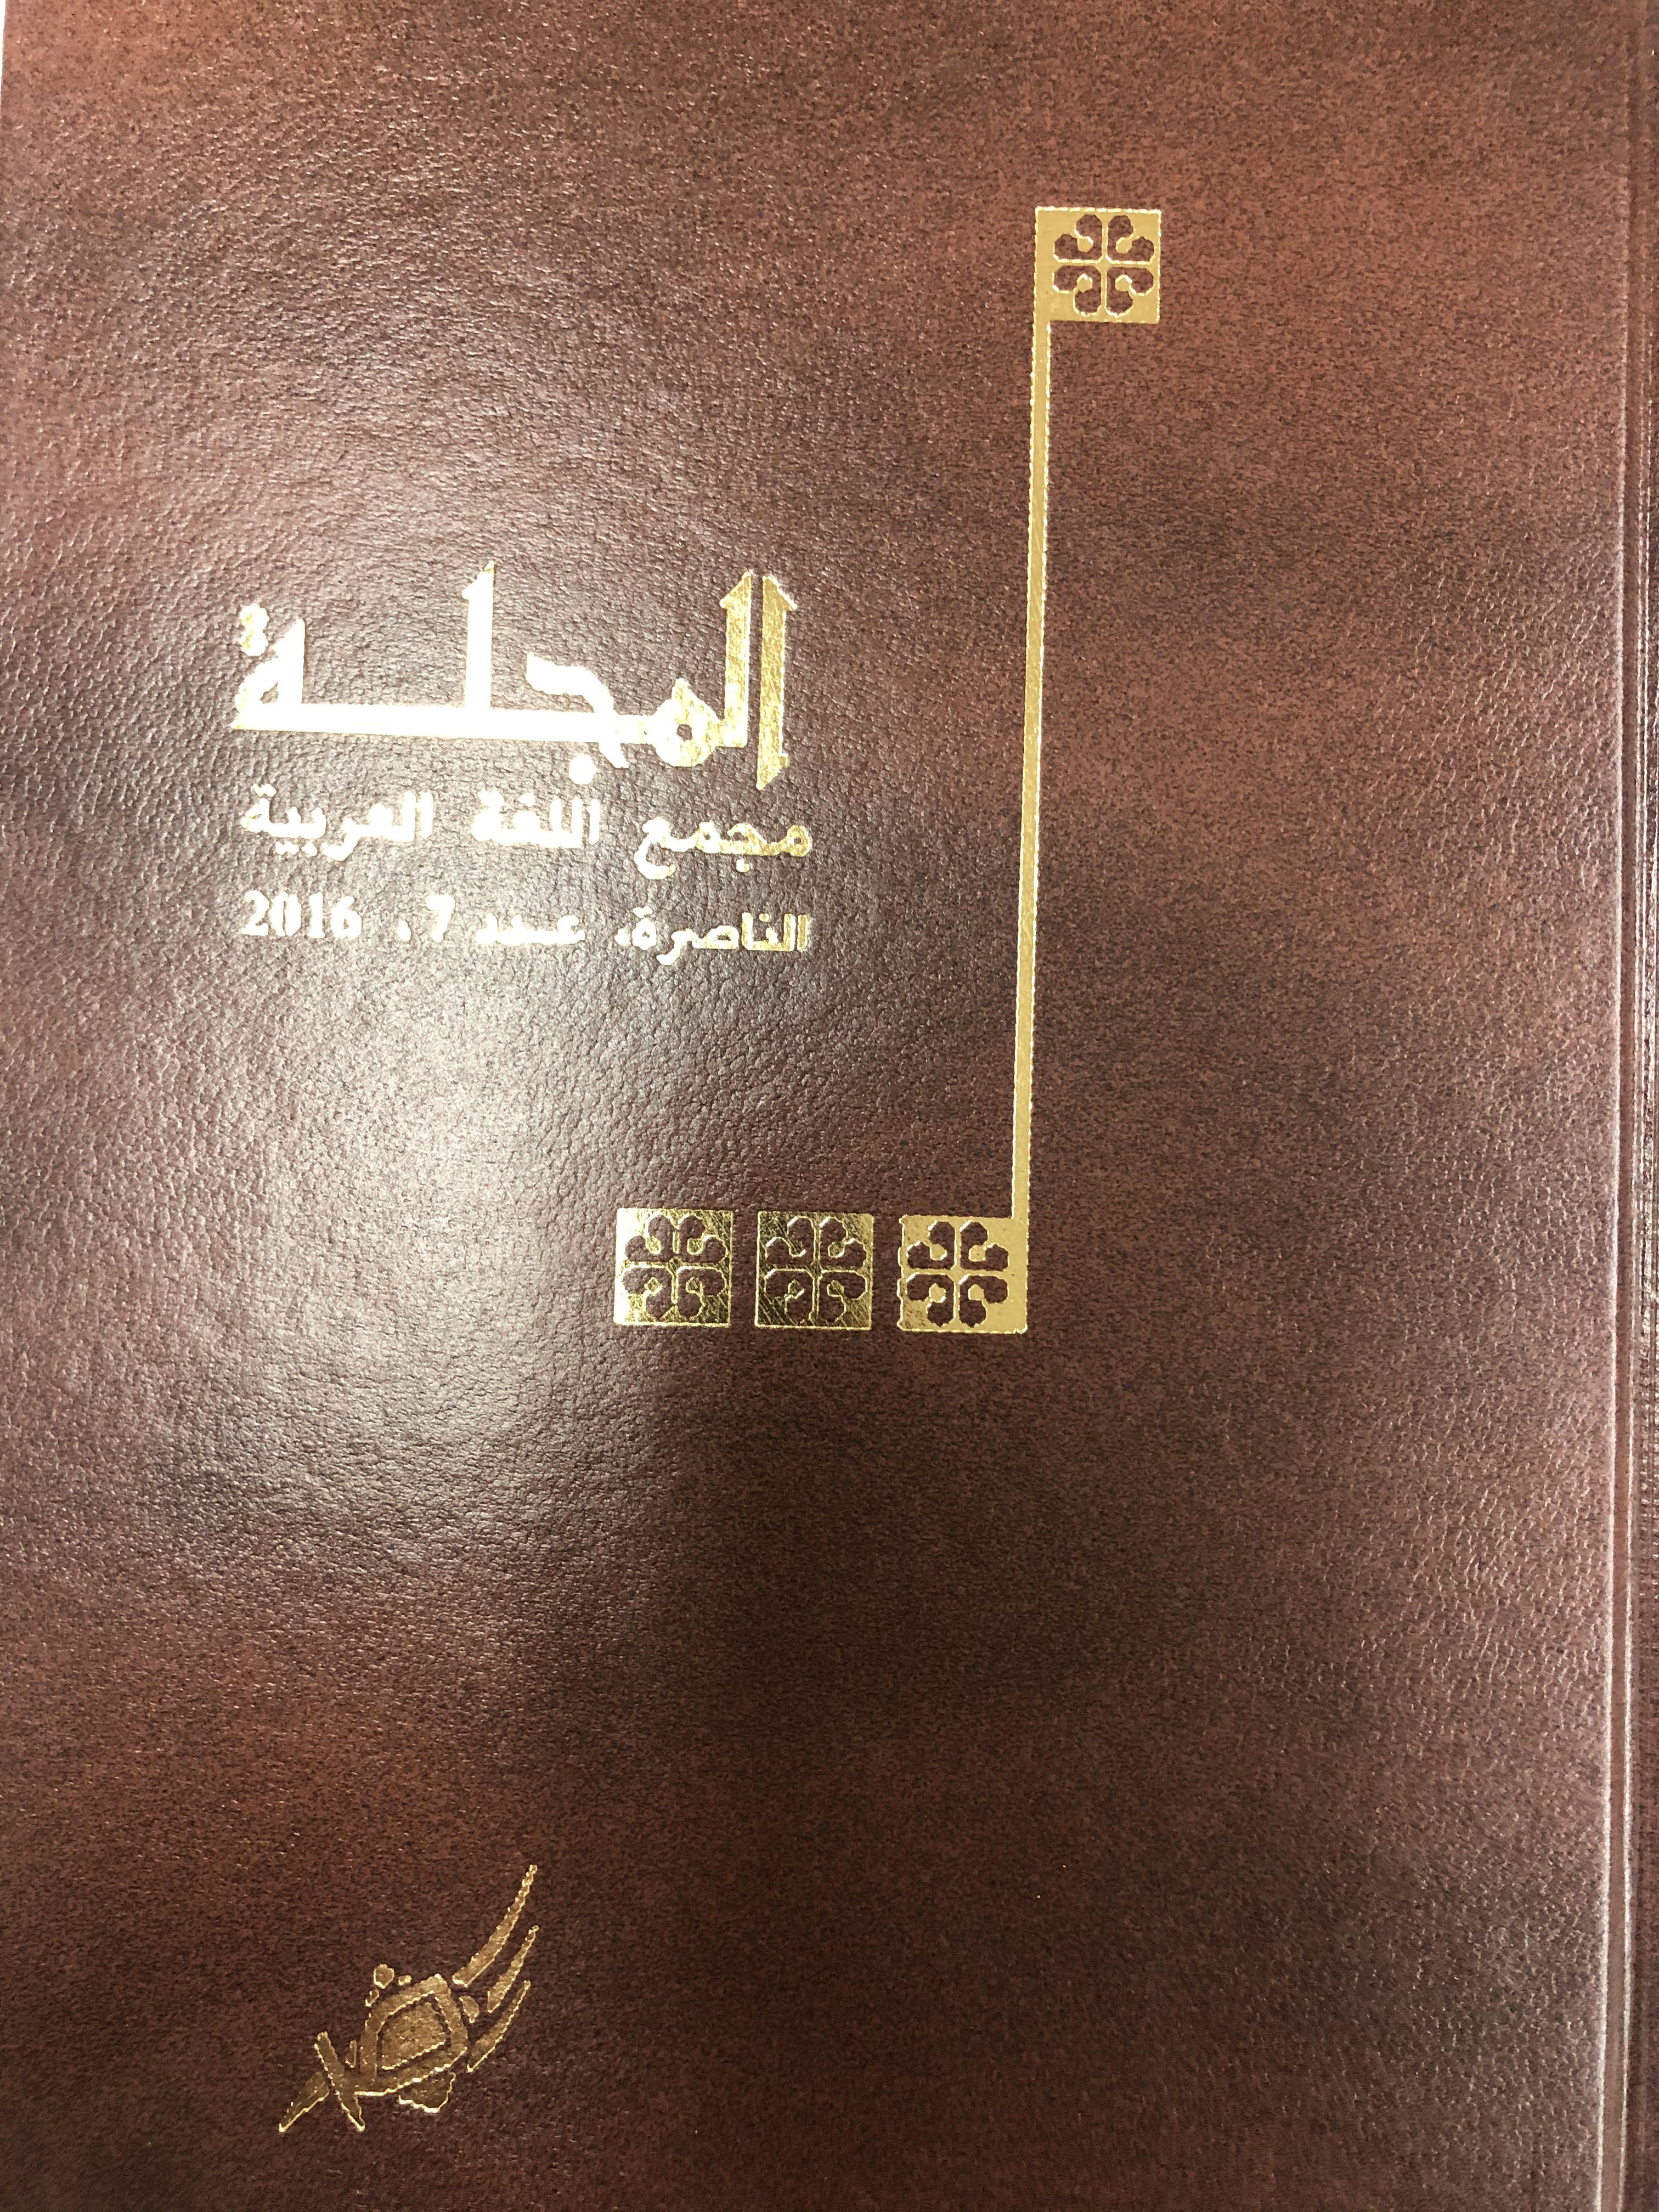 المجلة
مجمع اللغة العربية
الناصرة، عدد 7، 2016